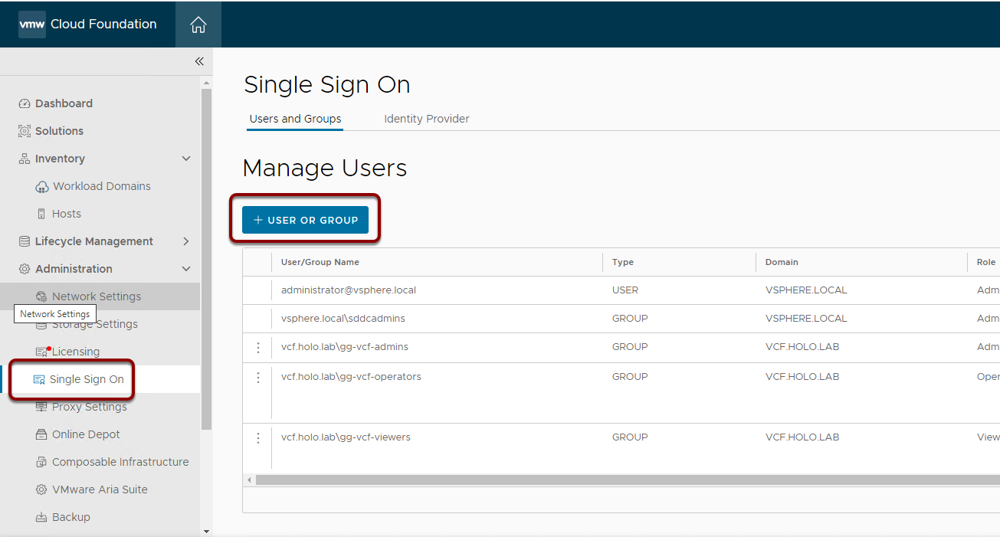 vmw Cloud Foundation
Dashboard
Solutions
Inventory
Workload Domains
Hosts
Lifecycle Management
Administration
Network Settings
Network Settings
Storage Settings
Licensing
Single Sign On
Proxy Settings
Online Depot
Composable Infrastructure
VMware Aria Suite
Backup
Single Sign On
Users and Groups Identity Provider
Manage Users
+ USER OR GROUP
User/Group Name Type Domain Role
administrator@vsphere.local USER VSPHERE.LOCAL Adm
vsphere.local\sddcadmins GROUP VSPHERE.LOCAL Adm
vcf.holo.lab\gg-vcf-admins GROUP VCF.HOLO.LAB Adm
vcf.holo.lab\gg-vcf-operators GROUP VCF.HOLO.LAB Oper
vcf.holo.lab\gg-vcf-viewers GROUP VCF.HOLO.LAB View